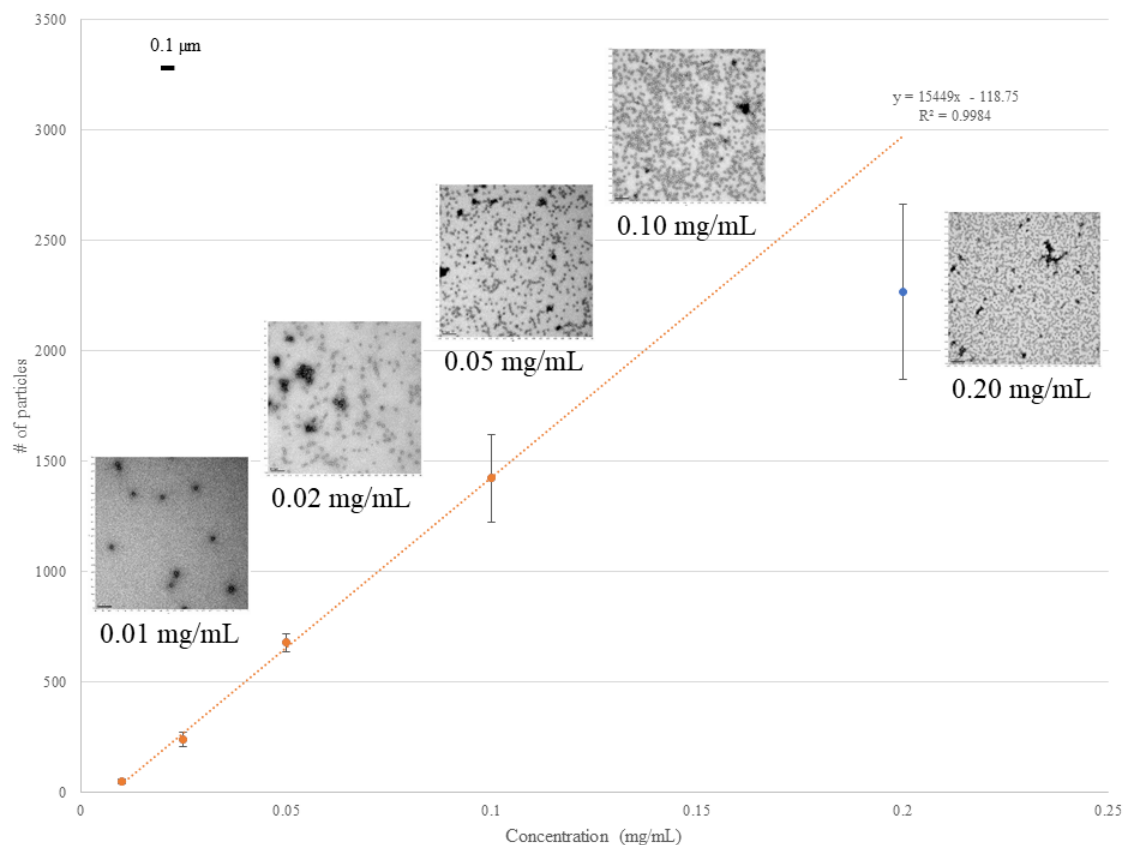 3500
0.1 μm
y = 15449x - 118.75
R² = 0.9984
3000
0.10 mg/mL
2500
0.05 mg/mL
2000
0.20 mg/mL
0.02 mg/mL
1500
0.01 mg/mL
1000
500
0
# of particles
0
0.05
0.1
0.15
0.2
0.25
Concentration (mg/mL)